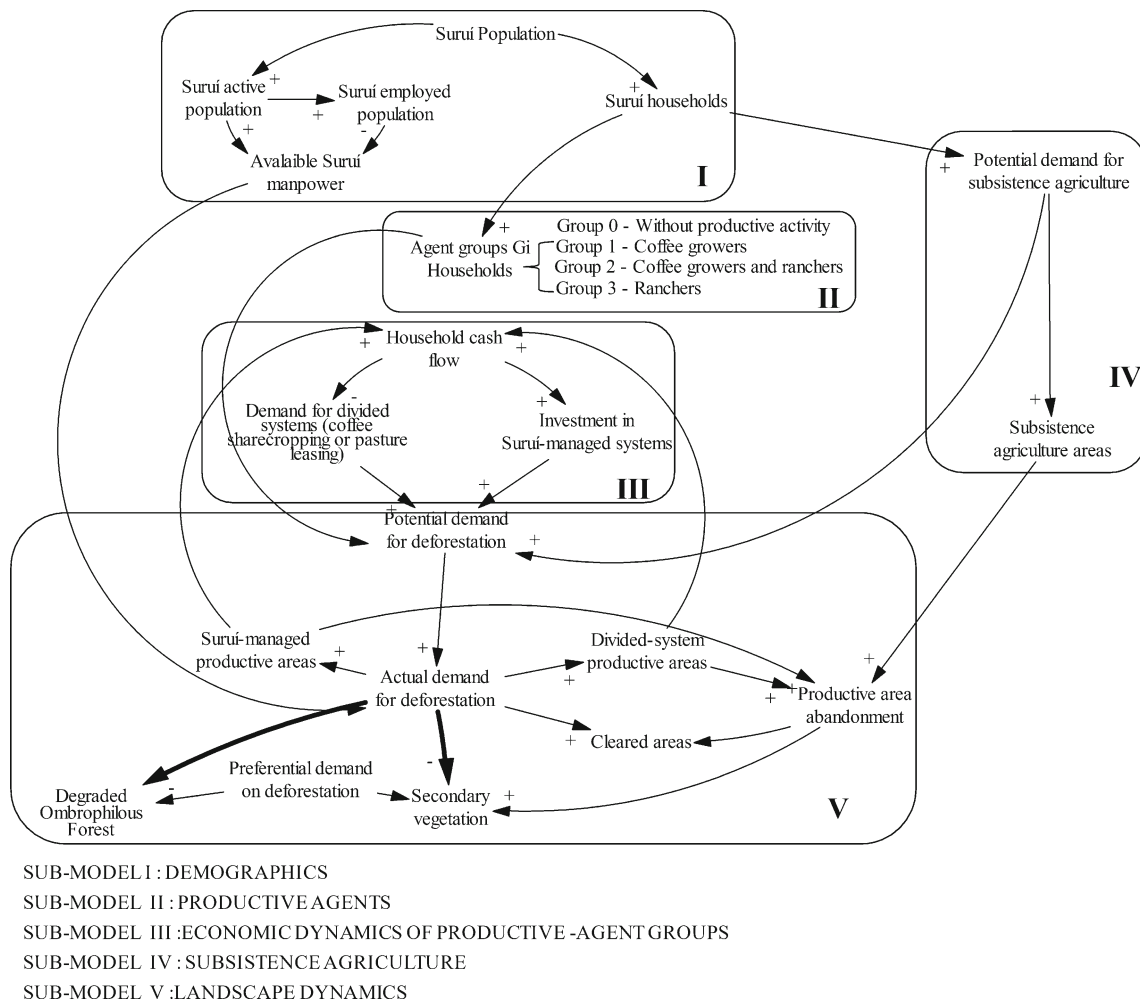 Suruí Population
Suruí active
population
Suruí employed
population
Suruí households
Avalaible Suruí
manpower
I
Potential demand for
subsistence agriculture
Subsistence
agriculture areas
IV
Agent groups Gi
Households
Group 0 - Without productive activity
Group 1 - Coffee growers
Group 2 - Coffee growers and ranchers
Group 3 - Ranchers
II
Household cash
flow
Demand for divided
systems (coffee
sharecropping or pasture
leasing)
Investment in
Suruí-managed systems
III
Potential demand
for deforestation
Suruí-managed
productive areas
Divided-system
productive areas
Actual demand
for deforestation
Productive area
abandonment
Cleared areas
Preferential demand
on deforestation
Degraded
Ombrophilous
Forest
Secondary
vegetation
V
SUB-MODEL I : DEMOGRAPHICS
SUB-MODEL II : PRODUCTIVE AGENTS
SUB-MODEL III :ECONOMIC DYNAMICS OF PRODUCTIVE -AGENT GROUPS
SUB-MODEL IV : SUBSISTENCE AGRICULTURE
SUB-MODEL V :LANDSCAPE DYNAMICS